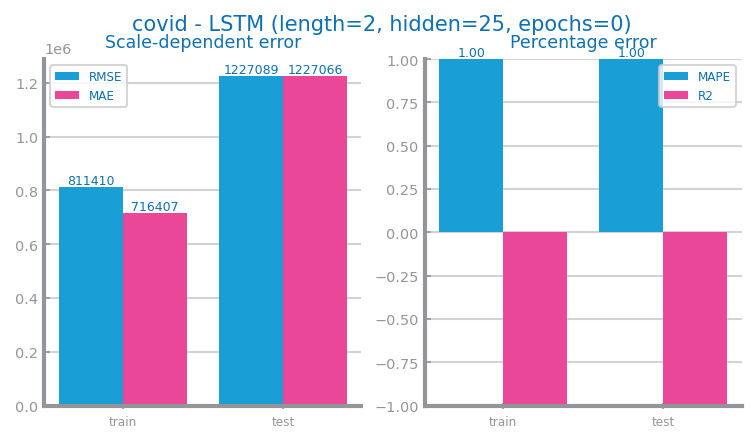 covid - LSTM (length=2, hidden=25, epochs=0)
Scale-dependent error
1e6
RMSE
MAE
811410
716407
1227089
1227066
1.2
1.0
0.8
0.6
0.4
0.2
0.0
train
test
Percentage error
1.00
1.00
MAPE
R2
1.00
0.75
0.50
0.25
0.00
−0.25
−0.50
−0.75
−1.00
train
test